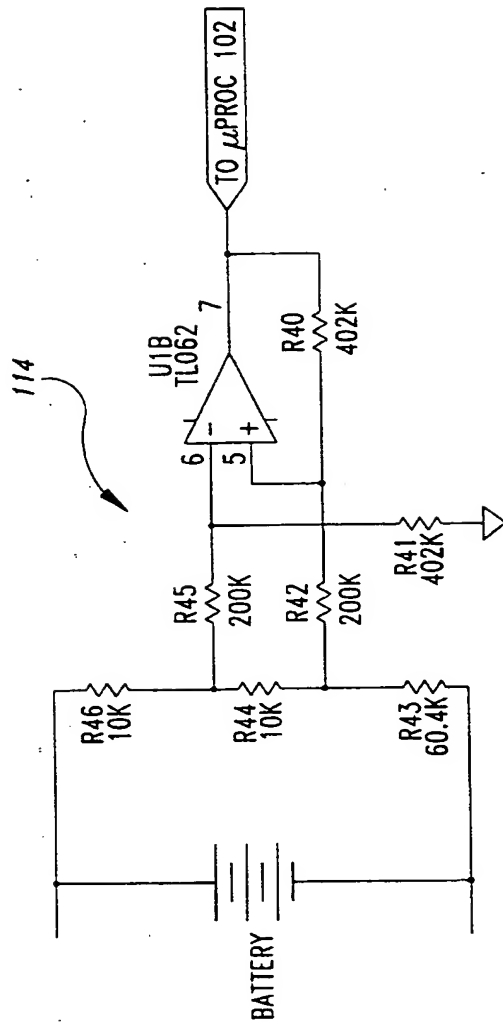 114
U1B
TL062
6
5
-
+
7
TO μPROC 102
R45
200K
R42
200K
R40
402K
R41
402K
R46
10K
R44
10K
R43
60.4K
BATTERY